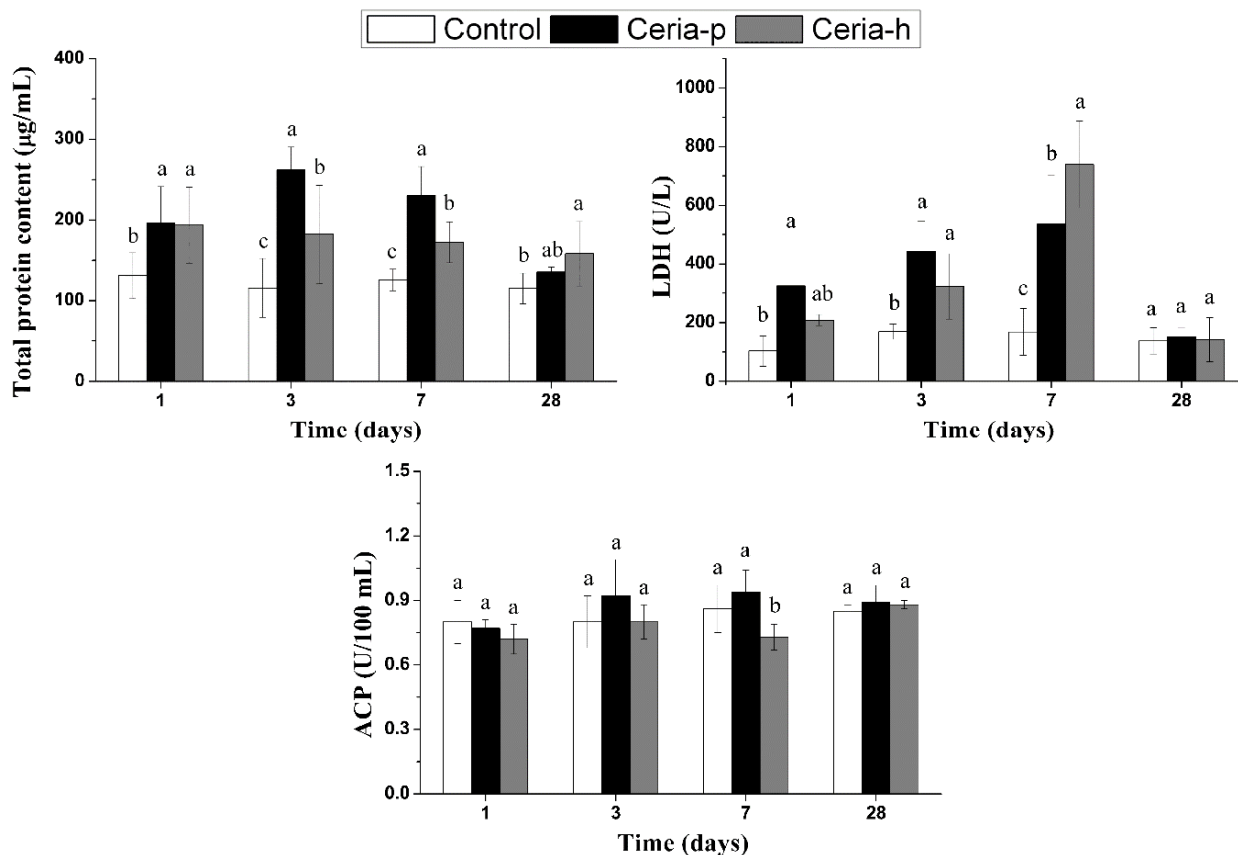 Control Ceria-p Ceria-h
Total protein content (µg/mL)
400
300
200
100
0
b a a
c a b
c a b
b ab a
1 3 7 28
Time (days)
LDH (U/L)
1000
800
600
400
200
0
b a ab
b a a
c b a
a a a
1 3 7 28
Time (days)
ACP (U/100 mL)
1.5
1.2
0.9
0.6
0.3
0.0
a a a
a a a
a a b
a a a
1 3 7 28
Time (days)